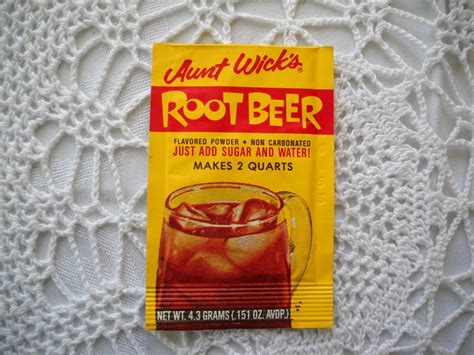 Aunt Wick's®
ROOT BEER
FLAVORED POWDER • NON CARBONATED
JUST ADD SUGAR AND WATER!
MAKES 2 QUARTS
NET WT. 4.3 GRAMS (.151 OZ. AVDP.)